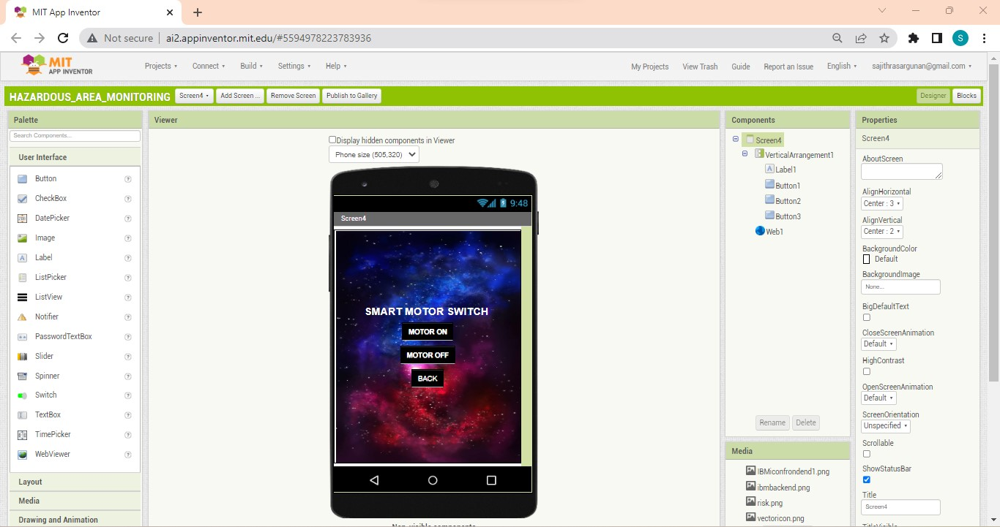 MIT App Inventor
Not secure
ai2.appinventor.mit.edu/#5594978223783936
S
MIT
APP INVENTOR
Projects
Connect
Build
Settings
Help
My Projects
View Trash
Guide
Report an Issue
English
sajithrasargunan@gmail.com
HAZARDOUS_AREA_MONITORING
Screen4
Add Screen ...
Remove Screen
Publish to Gallery
Designer
Blocks
Palette
Search Components...
User Interface
Button
?
CheckBox
?
DatePicker
?
Image
?
Label
?
ListPicker
?
ListView
?
Notifier
?
PasswordTextBox
?
Slider
?
Spinner
?
Switch
?
TextBox
?
TimePicker
?
WebViewer
?
Layout
Media
Drawing and Animation
Viewer
Display hidden components in Viewer
Phone size (505,320)
9:48
Screen4
SMART MOTOR SWITCH
MOTOR ON
MOTOR OFF
BACK
Non-visible components
Components
Screen4
VerticalArrangement1
A Label1
Button1
Button2
Button3
Web1
Rename
Delete
Media
IBMiconfrondend1.png
ibmbackend.png
risk.png
vectoricon.png
Properties
Screen4
AboutScreen
AlignHorizontal
Center : 3
AlignVertical
Center : 2
BackgroundColor
Default
BackgroundImage
None...
BigDefaultText
CloseScreenAnimation
Default
HighContrast
OpenScreenAnimation
Default
ScreenOrientation
Unspecified
Scrollable
ShowStatusBar
Title
Screen4
TitleVisible